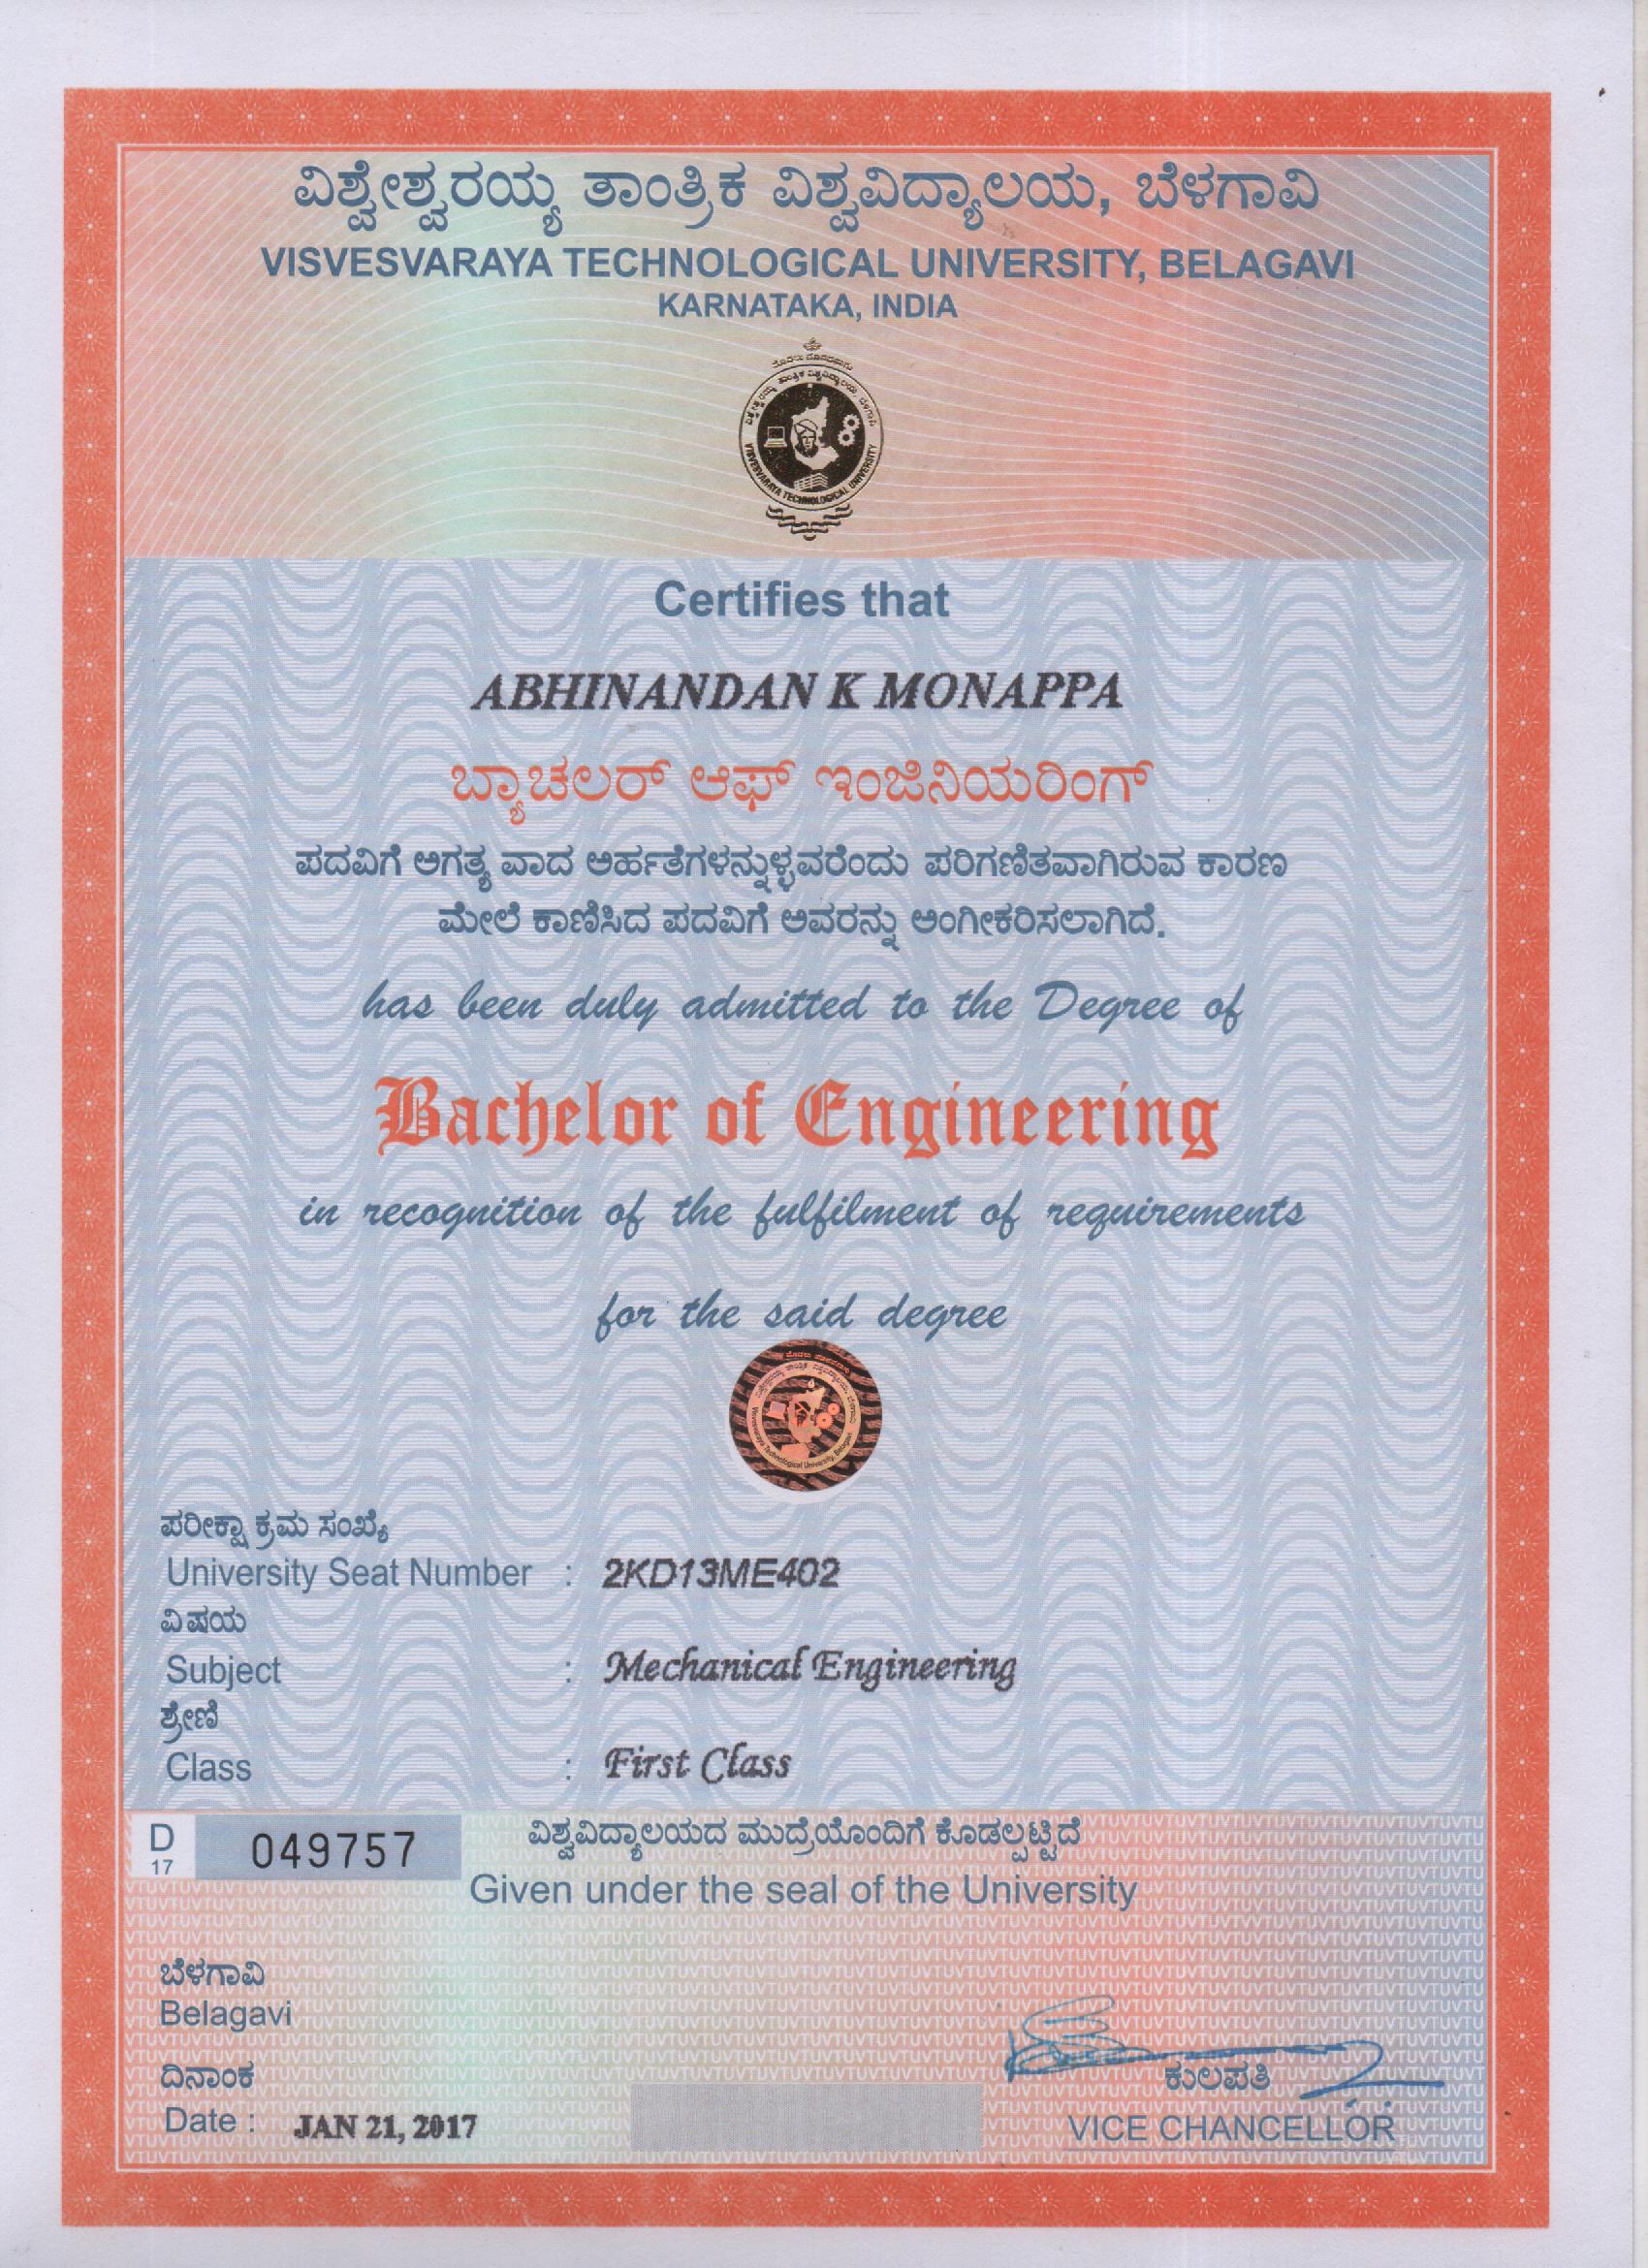 ವಿಶ್ವೇಶ್ವರಯ್ಯ ತಾಂತ್ರಿಕ ವಿಶ್ವವಿದ್ಯಾಲಯ, ಬೆಳಗಾವಿ
VISVESVARAYA TECHNOLOGICAL UNIVERSITY, BELAGAVI
KARNATAKA, INDIA
VISVESVARAYA TECHNOLOGICAL UNIVERSITY
Certifies that
ABHINANDAN K MONAPPA
ಬ್ಯಾಚಲರ್ ಆಫ್ ಇಂಜಿನಿಯರಿಂಗ್
ಪದವಿಗೆ ಅಗತ್ಯ ವಾದ ಅರ್ಹತೆಗಳನ್ನುಳ್ಳವರೆಂದು ಪರಿಗಣಿತವಾಗಿರುವ ಕಾರಣ
ಮೇಲೆ ಕಾಣಿಸಿದ ಪದವಿಗೆ ಅವರನ್ನು ಅಂಗೀಕರಿಸಲಾಗಿದೆ.
has been duly admitted to the Degree of
Bachelor of Engineering
in recognition of the fulfilment of requirements
for the said degree
ಪರೀಕ್ಷಾ ಕ್ರಮ ಸಂಖ್ಯೆ
University Seat Number : 2KD13ME402
ವಿಷಯ
Subject : Mechanical Engineering
ಶ್ರೇಣಿ
Class : First Class
D 17 049757
ವಿಶ್ವವಿದ್ಯಾಲಯದ ಮುದ್ರೆಯೊಂದಿಗೆ ಕೊಡಲ್ಪಟ್ಟಿದೆ
Given under the seal of the University
ಬೆಳಗಾವಿ
Belagavi
ದಿನಾಂಕ
Date : JAN 21, 2017
ಕುಲಪತಿ
VICE CHANCELLOR